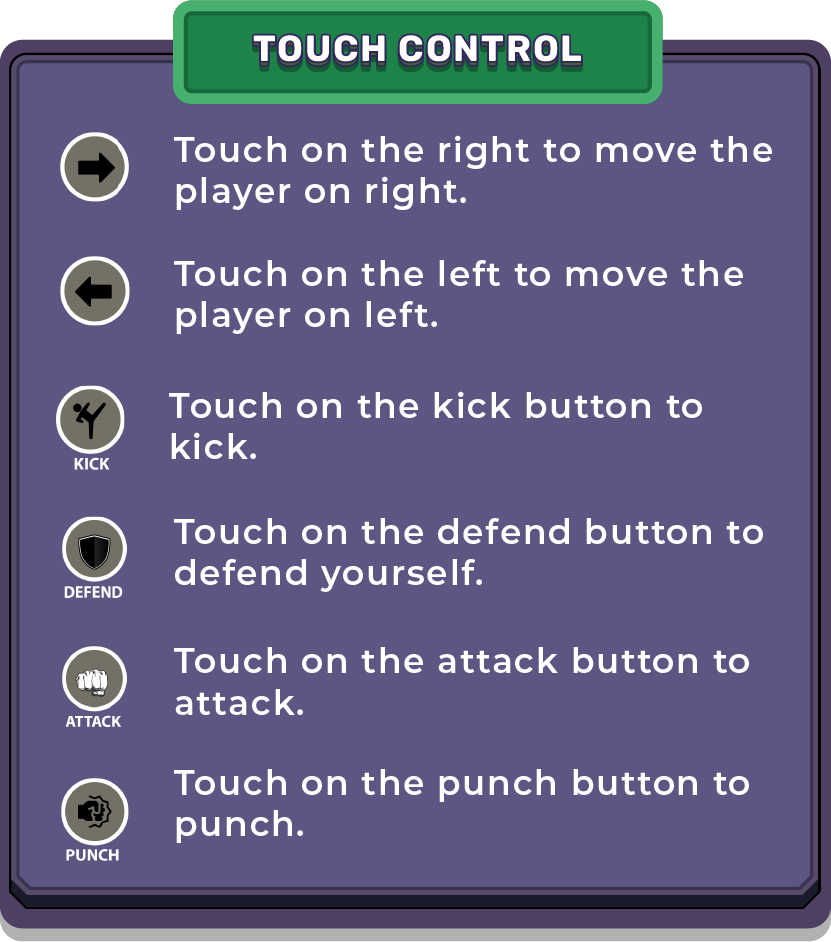 TOUCH CONTROL
Touch on the right to move the
player on right.
Touch on the left to move the
player on left.
Touch on the kick button to
kick.
KICK
Touch on the defend button to
defend yourself.
DEFEND
Touch on the attack button to
attack.
ATTACK
Touch on the punch button to
punch.
PUNCH